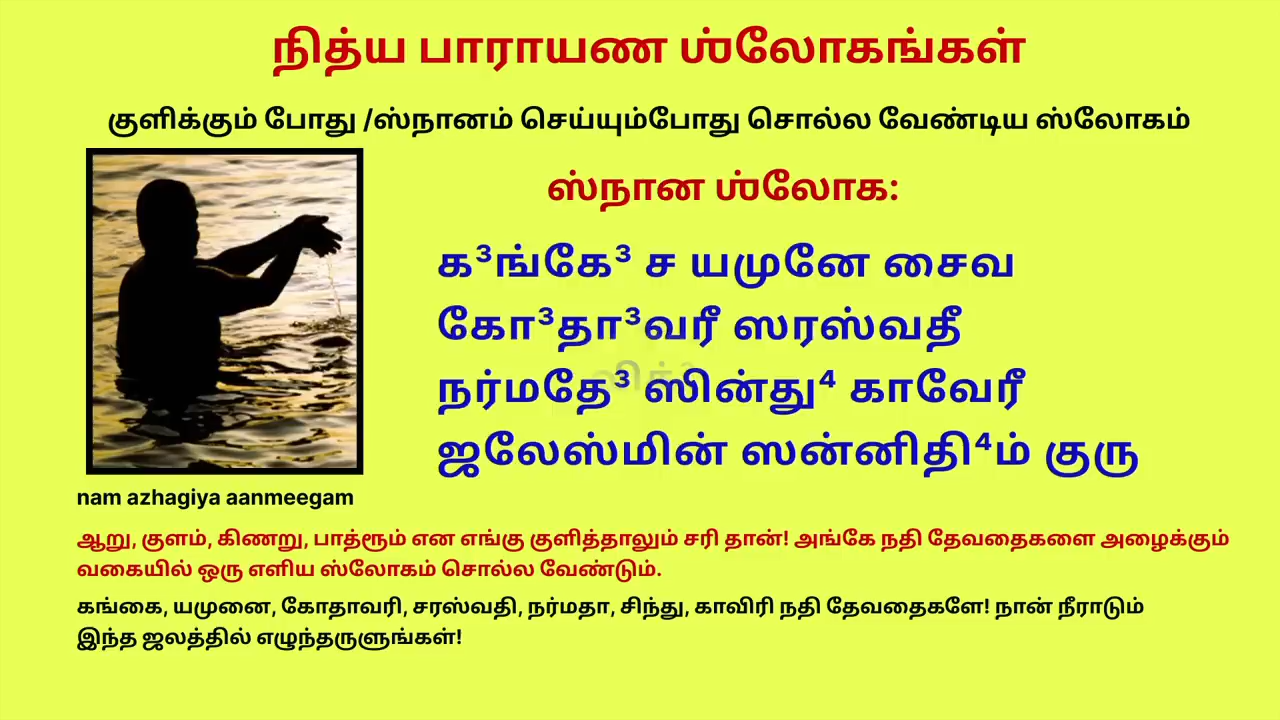 நித்ய பாராயண ஶ்லோகங்கள்
குளிக்கும் போது /ஸ்நானம் செய்யும்போது சொல்ல வேண்டிய ஸ்லோகம்
ஸ்நான ஶ்லோக:
க³ங்கே³ ச யமுனே சைவ
கோ³தா³வரீ ஸரஸ்வதீ
நர்மதே³ ஸின்து⁴ காவேரீ
ஜலேஸ்மின் ஸன்னிதி⁴ம் குரு
nam azhagiya aanmeegam
ஆறு, குளம், கிணறு, பாத்ரூம் என எங்கு குளித்தாலும் சரி தான்! அங்கே நதி தேவதைகளை அழைக்கும்
வகையில் ஒரு எளிய ஸ்லோகம் சொல்ல வேண்டும்.
கங்கை, யமுனை, கோதாவரி, சரஸ்வதி, நர்மதா, சிந்து, காவிரி நதி தேவதைகளே! நான் நீராடும்
இந்த ஜலத்தில் எழுந்தருளுங்கள்!